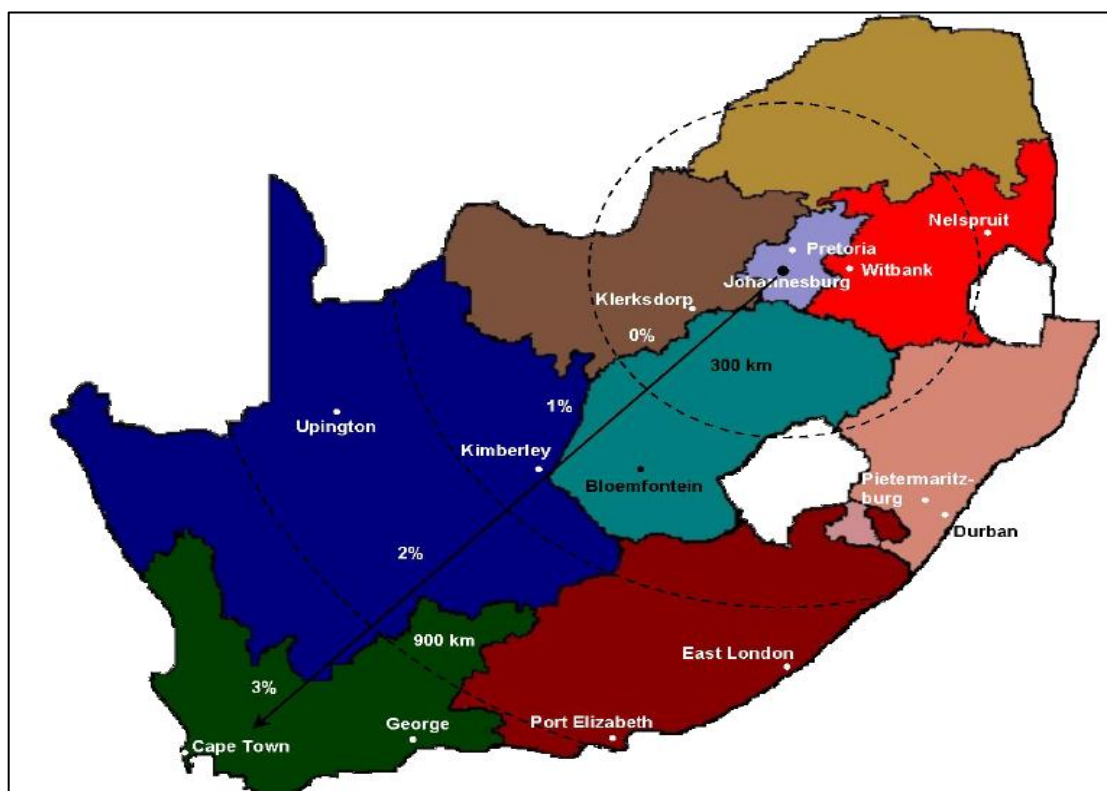 Nelspruit
Pretoria
Witbank
Johannesburg
Klerksdorp
0%
300 km
1%
Upington
Kimberley
Bloemfontein
Pietermaritz-
burg
Durban
2%
900 km
East London
3%
George
Port Elizabeth
Cape Town